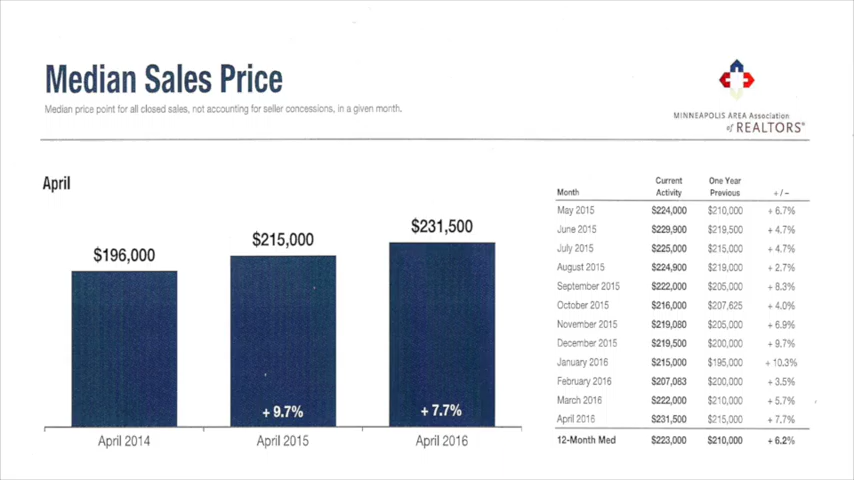 Median Sales Price
Median price point for all closed sales, not accounting for seller concessions, in a given month.
MINNEAPOLIS AREA Association
of REALTORS®
April
$196,000
$215,000
$231,500
+ 9.7%
+ 7.7%
April 2014
April 2015
April 2016
Month Current Activity One Year Previous + / –
May 2015 $224,000 $210,000 + 6.7%
June 2015 $229,900 $219,500 + 4.7%
July 2015 $225,000 $215,000 + 4.7%
August 2015 $224,900 $219,000 + 2.7%
September 2015 $222,000 $205,000 + 8.3%
October 2015 $216,000 $207,625 + 4.0%
November 2015 $219,080 $205,000 + 6.9%
December 2015 $219,500 $200,000 + 9.7%
January 2016 $215,000 $195,000 + 10.3%
February 2016 $207,083 $200,000 + 3.5%
March 2016 $222,000 $210,000 + 5.7%
April 2016 $231,500 $215,000 + 7.7%
12-Month Med $223,000 $210,000 + 6.2%